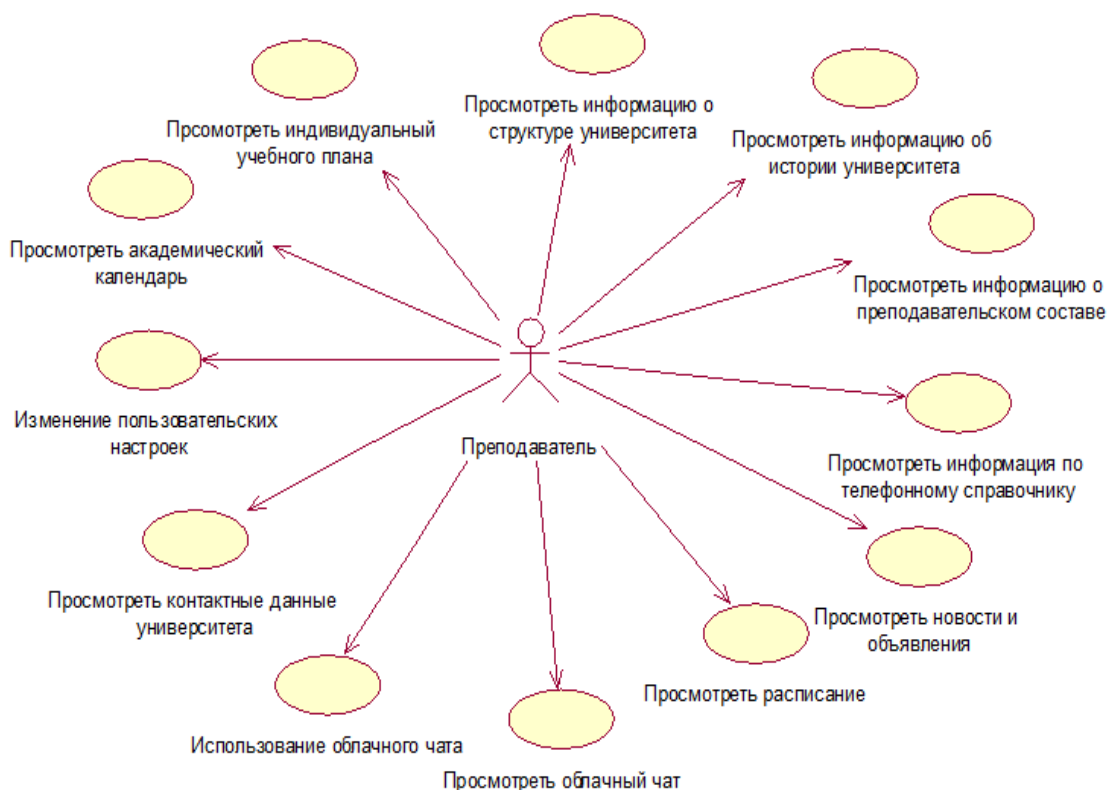 Просмотреть информацию о
структуре университета
Прсомотреть индивидуальный
учебного плана
Просмотреть информацию об
истории университета
Просмотреть академический
календарь
Просмотреть информацию о
преподавательском составе
Изменение пользовательских
настроек
Преподаватель
Просмотреть информация по
телефонному справочнику
Просмотреть контактные данные
университета
Просмотреть новости и
объявления
Просмотреть расписание
Использование облачного чата
Просмотреть облачный чат